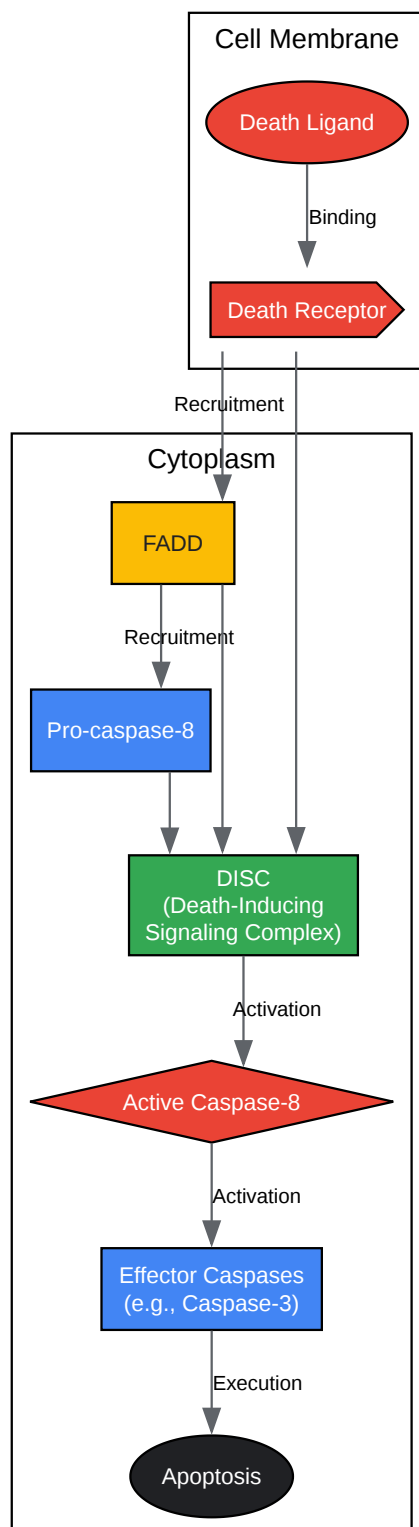 Cell Membrane
Death Ligand
Binding
Death Receptor
Recruitment
Cytoplasm
FADD
Recruitment
Pro-caspase-8
DISC
(Death-Inducing
Signaling Complex)
Activation
Active Caspase-8
Activation
Effector Caspases
(e.g., Caspase-3)
Execution
Apoptosis